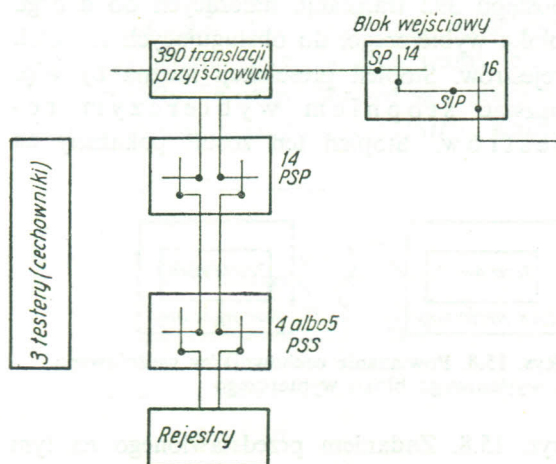 Blok wejściowy
390 translacji
przyjściowych
SP
14
16
SIP
14
PSP
3 testery (cechowniki)
4 albo 5
PSS
Rejestry